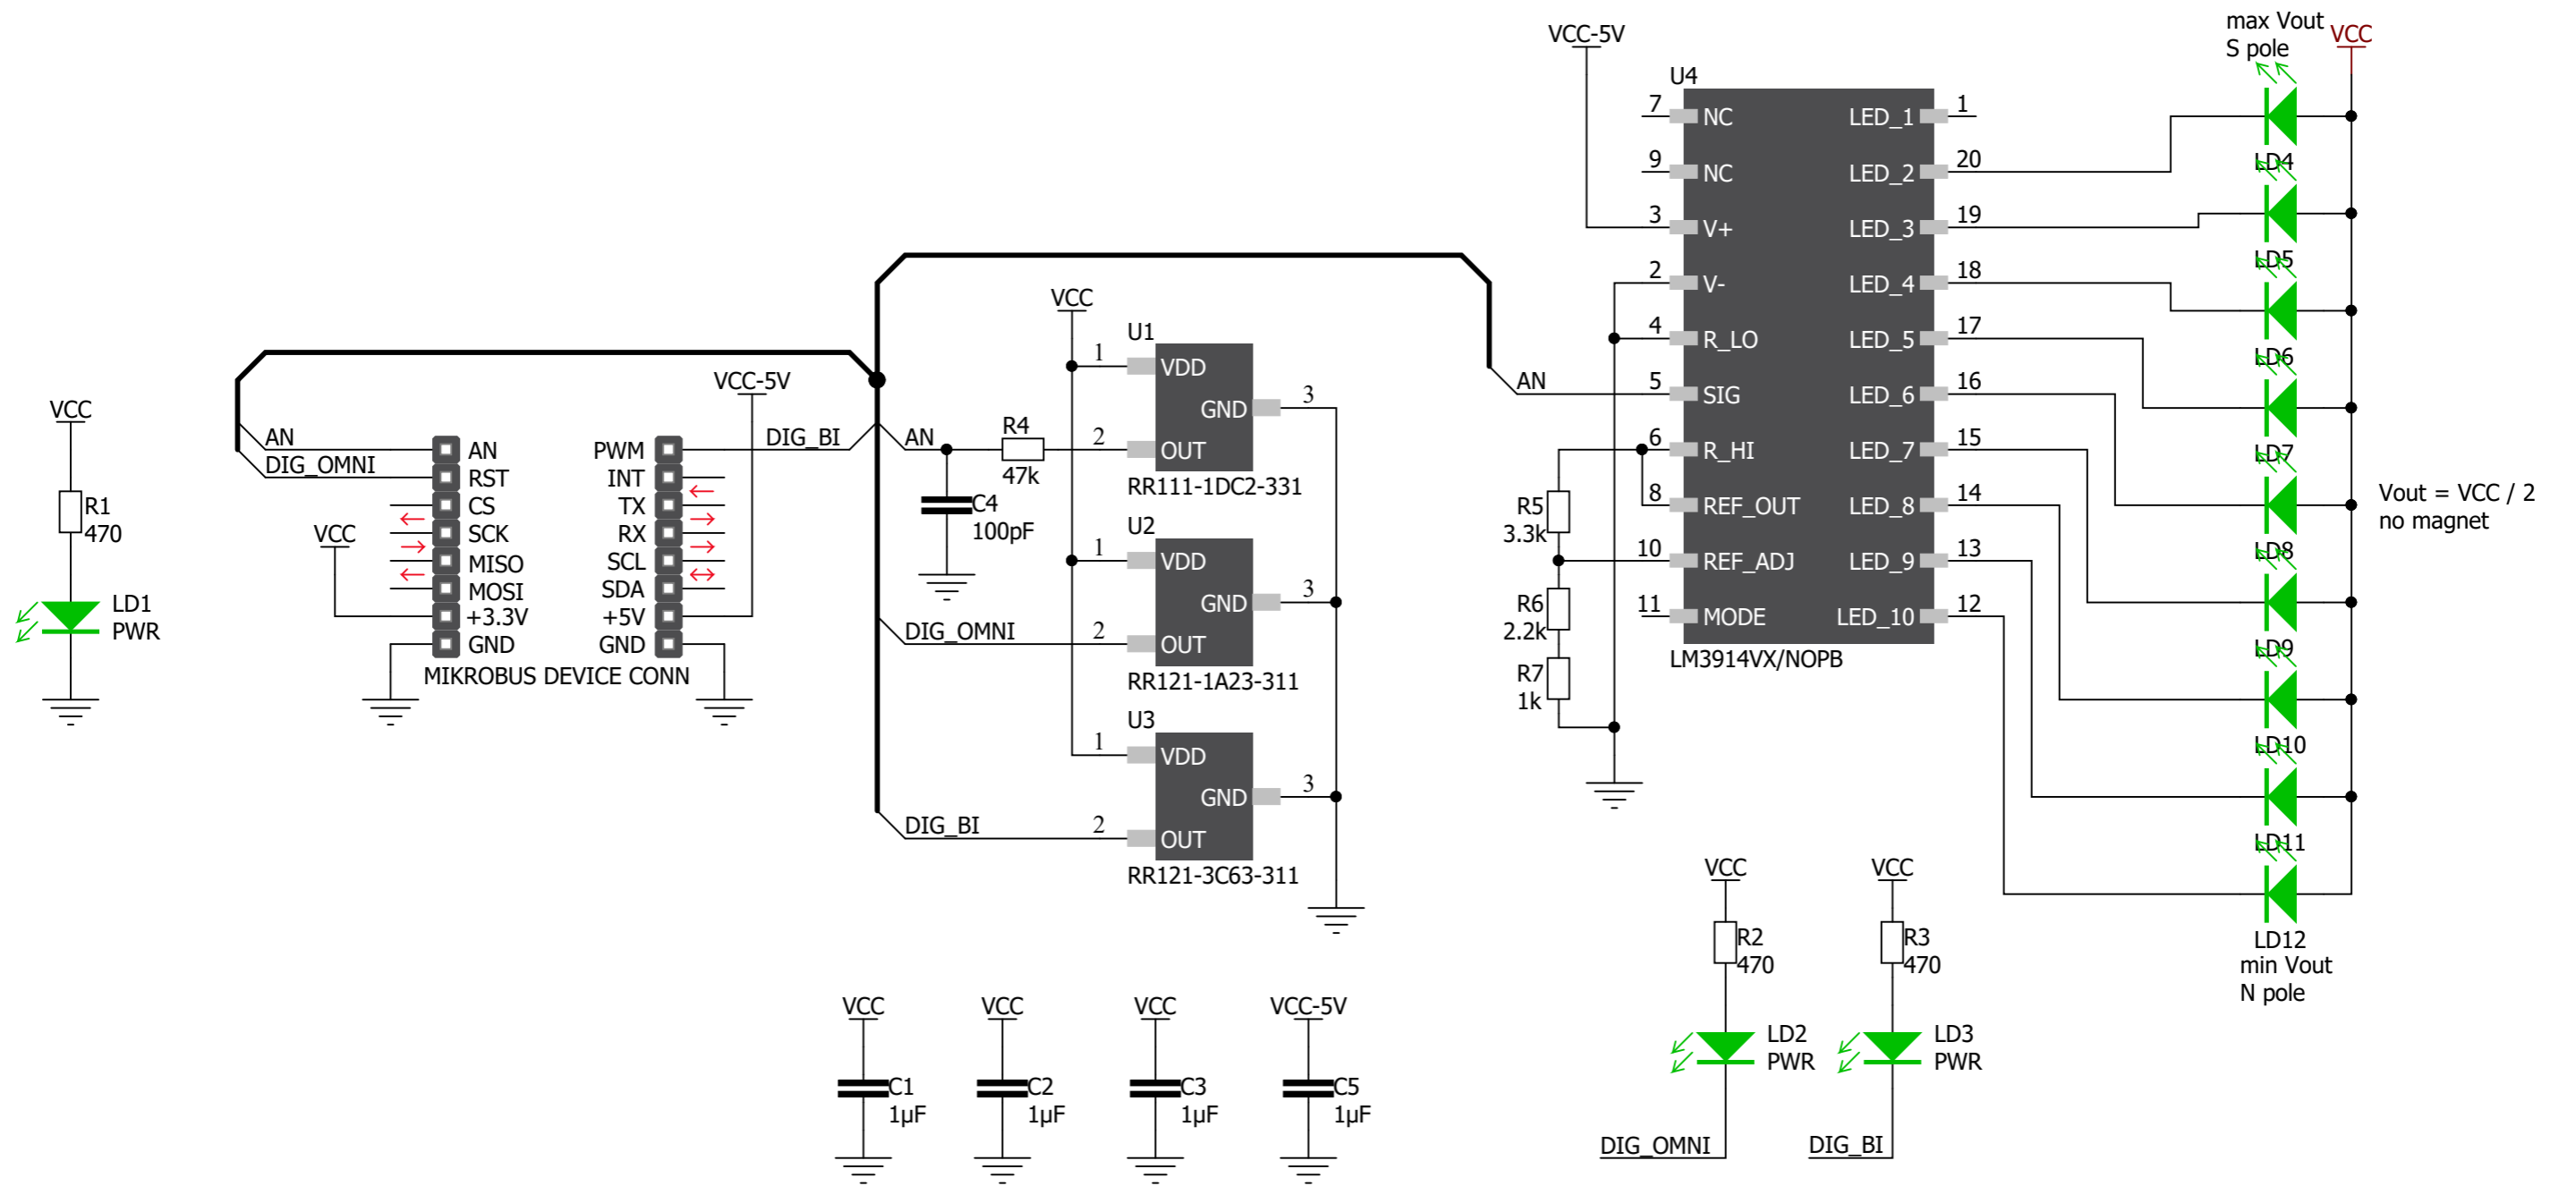 VCC
R1
470
LD1
PWR
AN
DIG_OMNI
VCC
AN
RST
CS
SCK
MISO
MOSI
+3.3V
GND
PWM
INT
TX
RX
SCL
SDA
+5V
GND
MIKROBUS DEVICE CONN
VCC-5V
DIG_BI
AN
R4
47k
C4
100pF
VCC
U1
1
VDD
GND
3
2
OUT
RR111-1DC2-331
U2
1
VDD
GND
3
DIG_OMNI
2
OUT
RR121-1A23-311
U3
1
VDD
GND
3
DIG_BI
2
OUT
RR121-3C63-311
VCC
C1
1µF
VCC
C2
1µF
VCC
C3
1µF
VCC-5V
C5
1µF
VCC-5V
U4
7
NC
9
NC
3
V+
2
V-
4
R_LO
AN
5
SIG
6
R_HI
8
REF_OUT
10
REF_ADJ
11
MODE
LED_1
1
LED_2
20
LED_3
19
LED_4
18
LED_5
17
LED_6
16
LED_7
15
LED_8
14
LED_9
13
LED_10
12
LM3914VX/NOPB
R5
3.3k
R6
2.2k
R7
1k
max Vout
S pole
VCC
LD4
LD5
LD6
LD7
LD8
LD9
LD10
LD11
LD12
min Vout
N pole
Vout = VCC / 2
no magnet
VCC
R2
470
LD2
PWR
DIG_OMNI
VCC
R3
470
LD3
PWR
DIG_BI